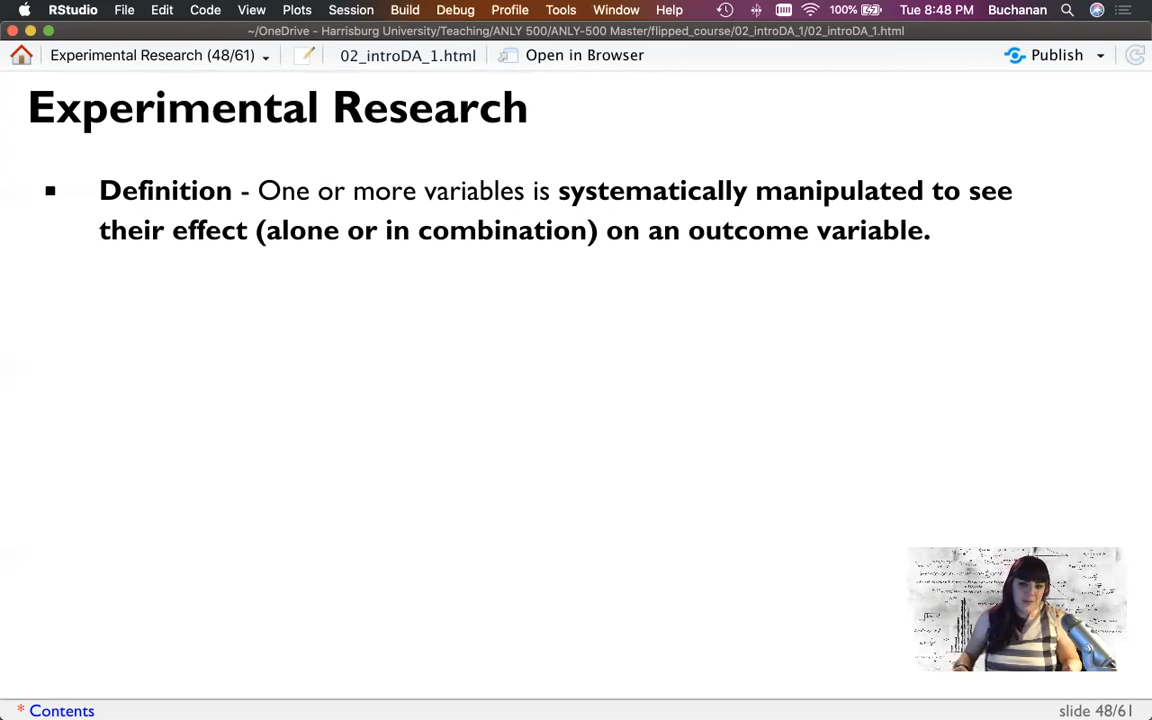 RStudio File Edit Code View Plots Session Build Debug Profile Tools Window Help 100% Tue 8:48 PM Buchanan
~/OneDrive - Harrisburg University/Teaching/ANLY 500/ANLY-500 Master/flipped_course/02_introDA_1/02_introDA_1.html
Experimental Research (48/61) 02_introDA_1.html Open in Browser Publish
Experimental Research
Definition - One or more variables is systematically manipulated to see
their effect (alone or in combination) on an outcome variable.
* Contents slide 48/61